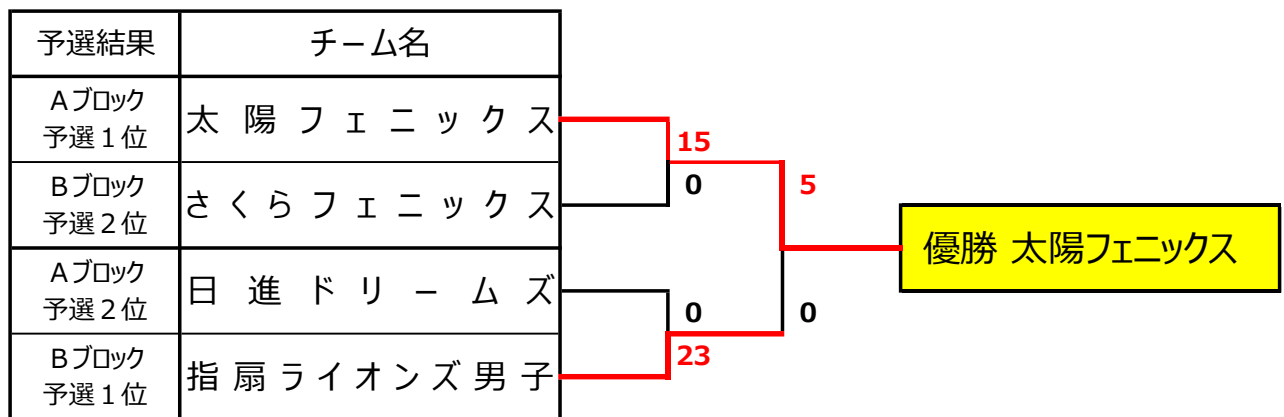 予選結果 チーム名
Aブロック
予選１位
太陽フェニックス
15
0
Bブロック
予選２位
さくらフェニックス
5
優勝 太陽フェニックス
Aブロック
予選２位
日進ドリームズ
0
0
23
Bブロック
予選１位
指扇ライオンズ男子